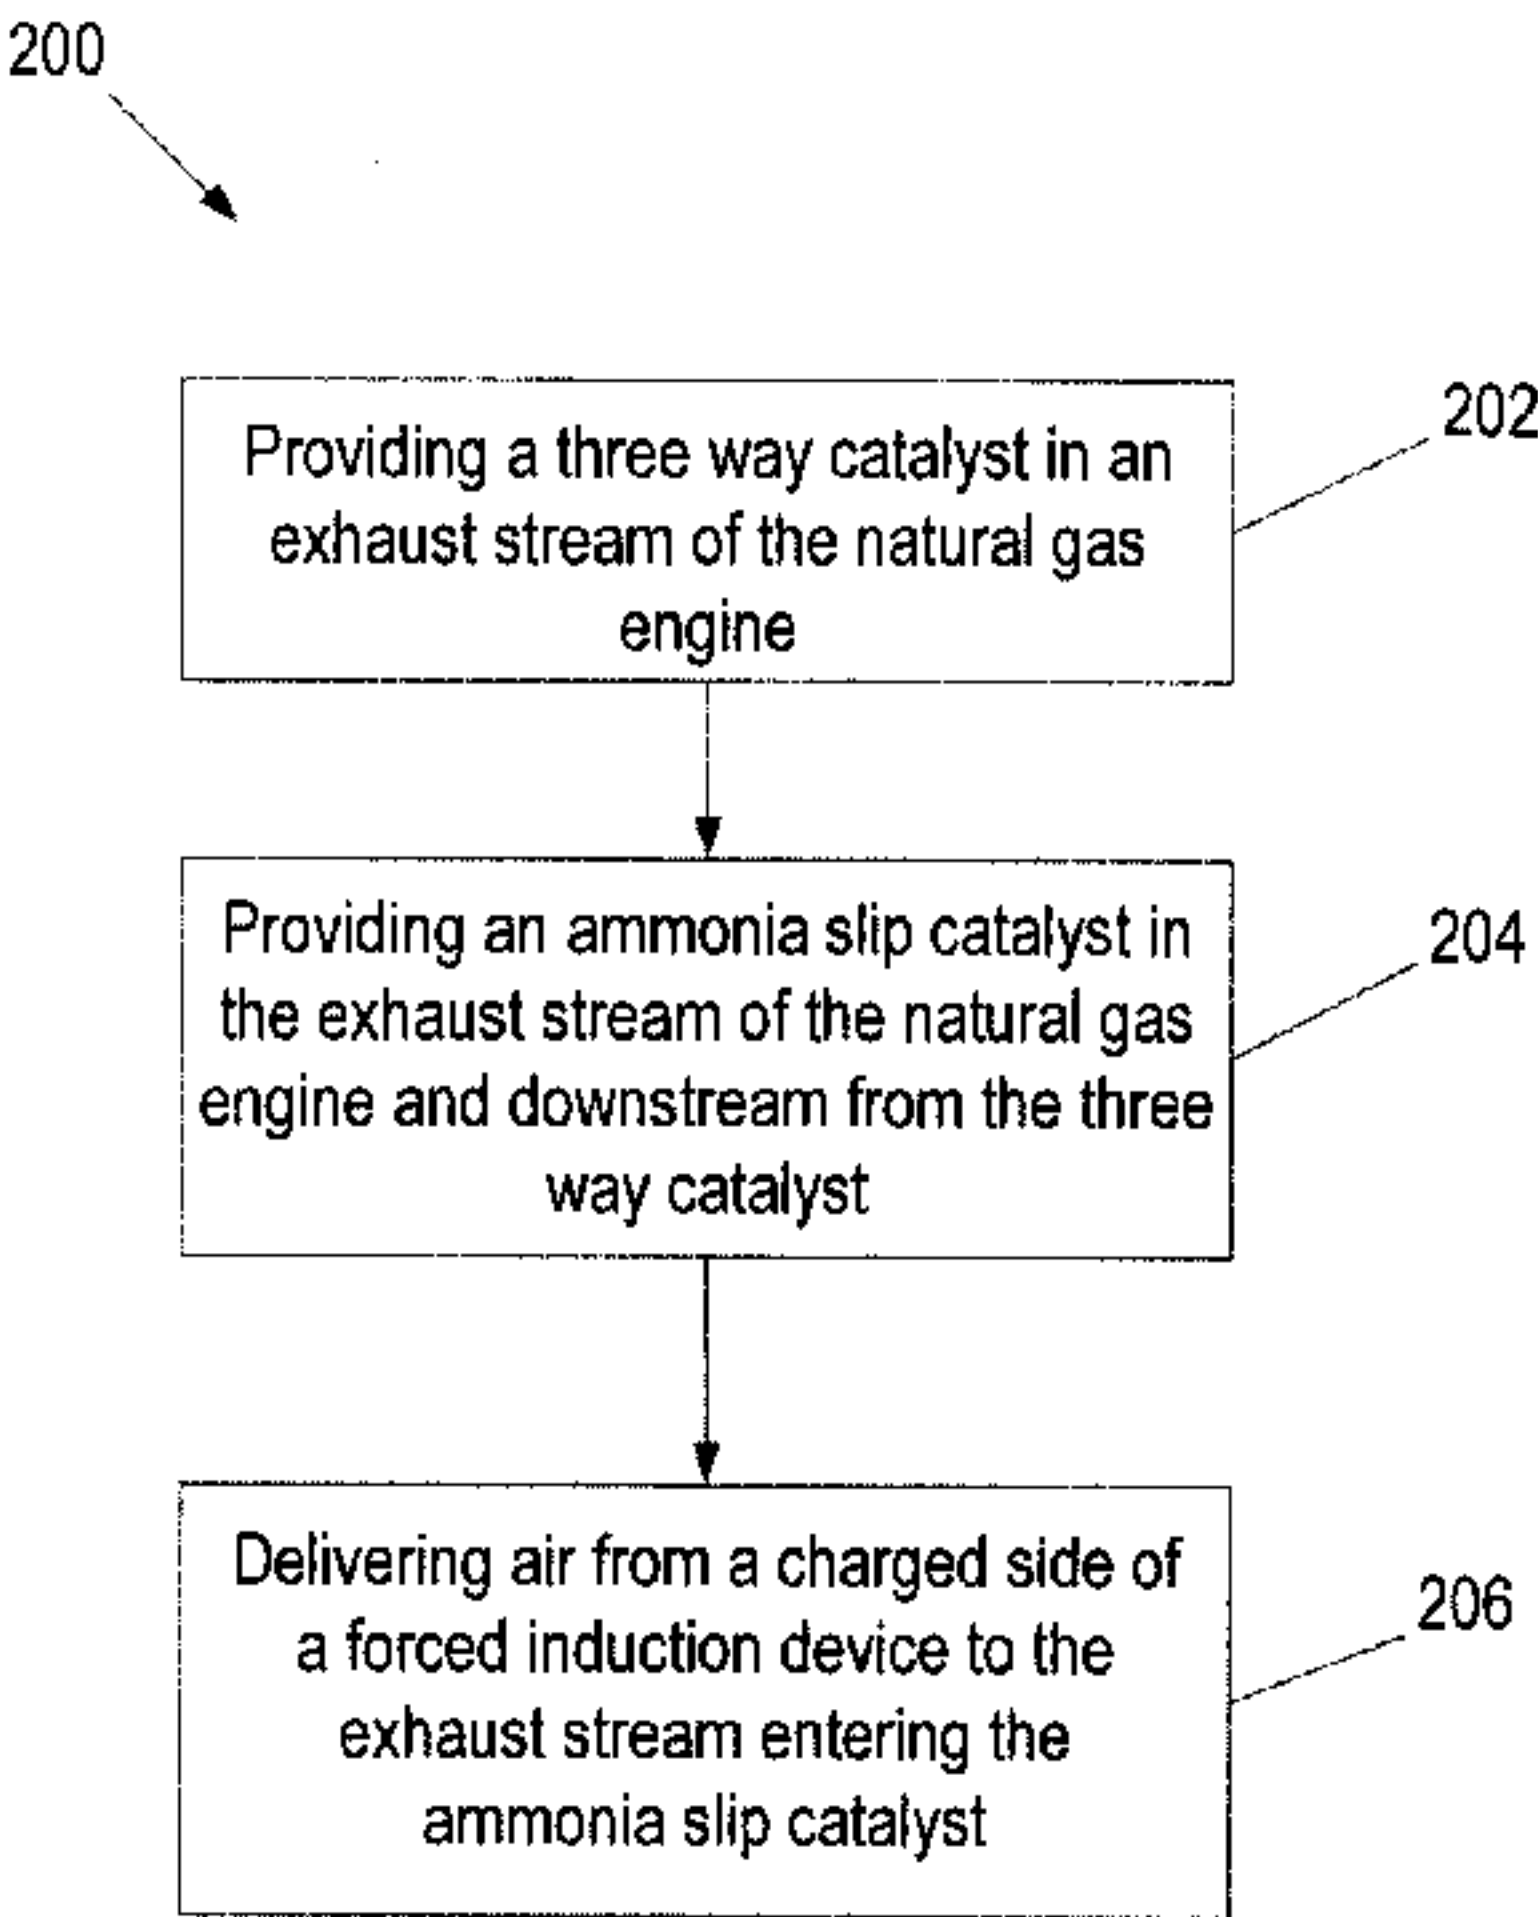 200
Providing a three way catalyst in an
exhaust stream of the natural gas
engine
202
Providing an ammonia slip catalyst in
the exhaust stream of the natural gas
engine and downstream from the three
way catalyst
204
Delivering air from a charged side of
a forced induction device to the
exhaust stream entering the
ammonia slip catalyst
206